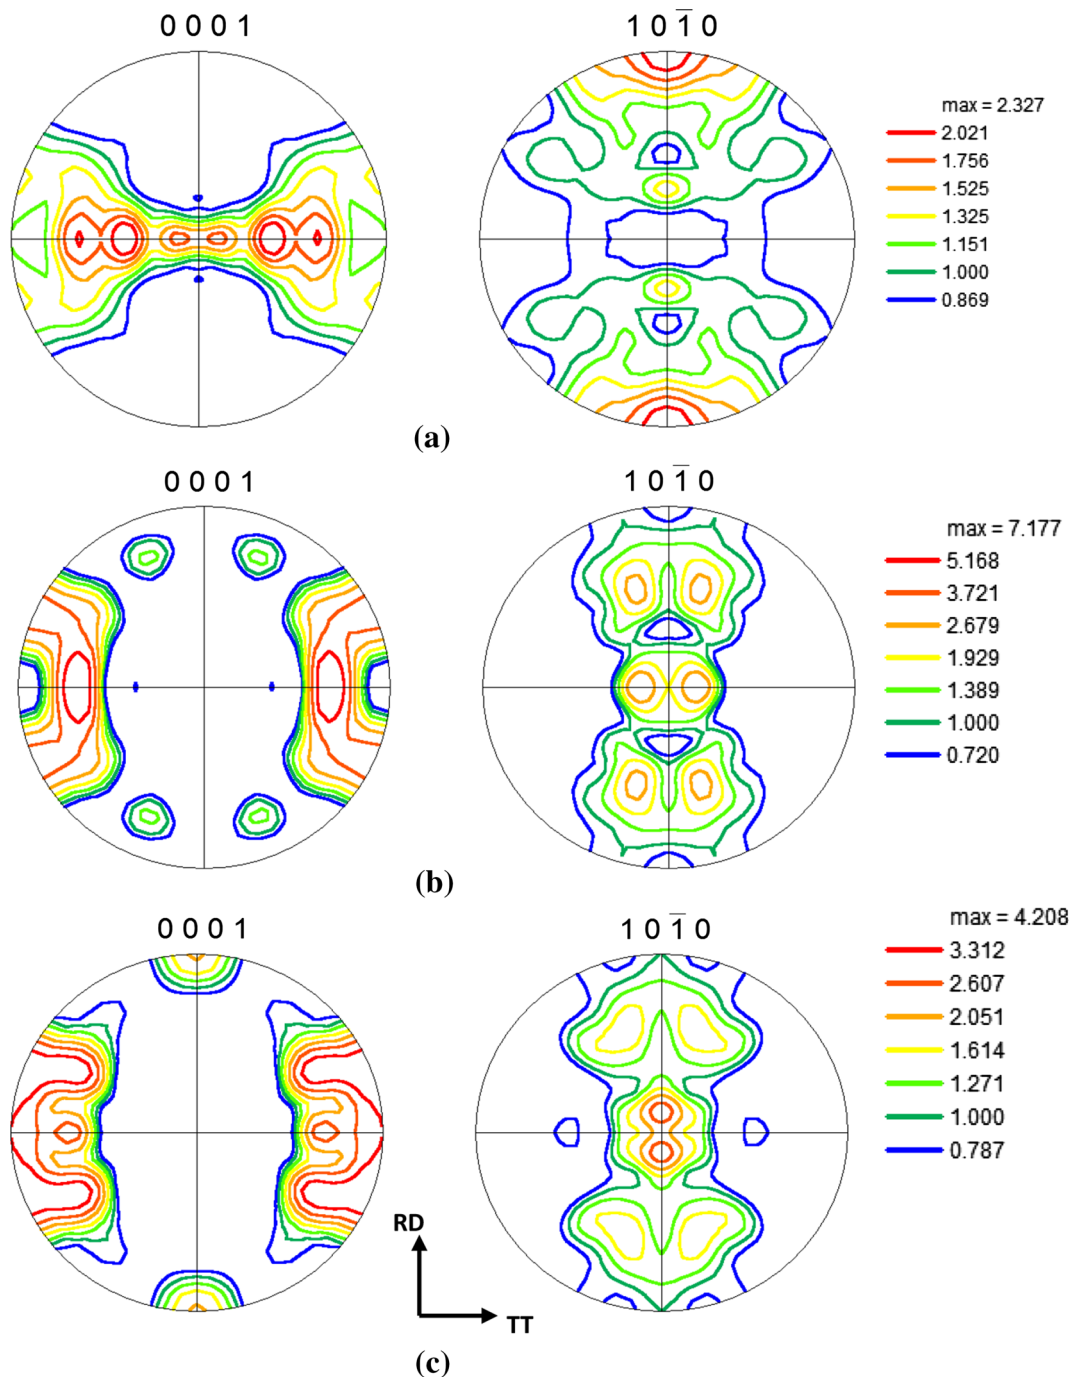 0 0 0 1
1 0 1̅ 0
max = 2.327
2.021
1.756
1.525
1.325
1.151
1.000
0.869
(a)
0 0 0 1
1 0 1̅ 0
max = 7.177
5.168
3.721
2.679
1.929
1.389
1.000
0.720
(b)
0 0 0 1
1 0 1̅ 0
max = 4.208
3.312
2.607
2.051
1.614
1.271
1.000
0.787
RD
TT
(c)